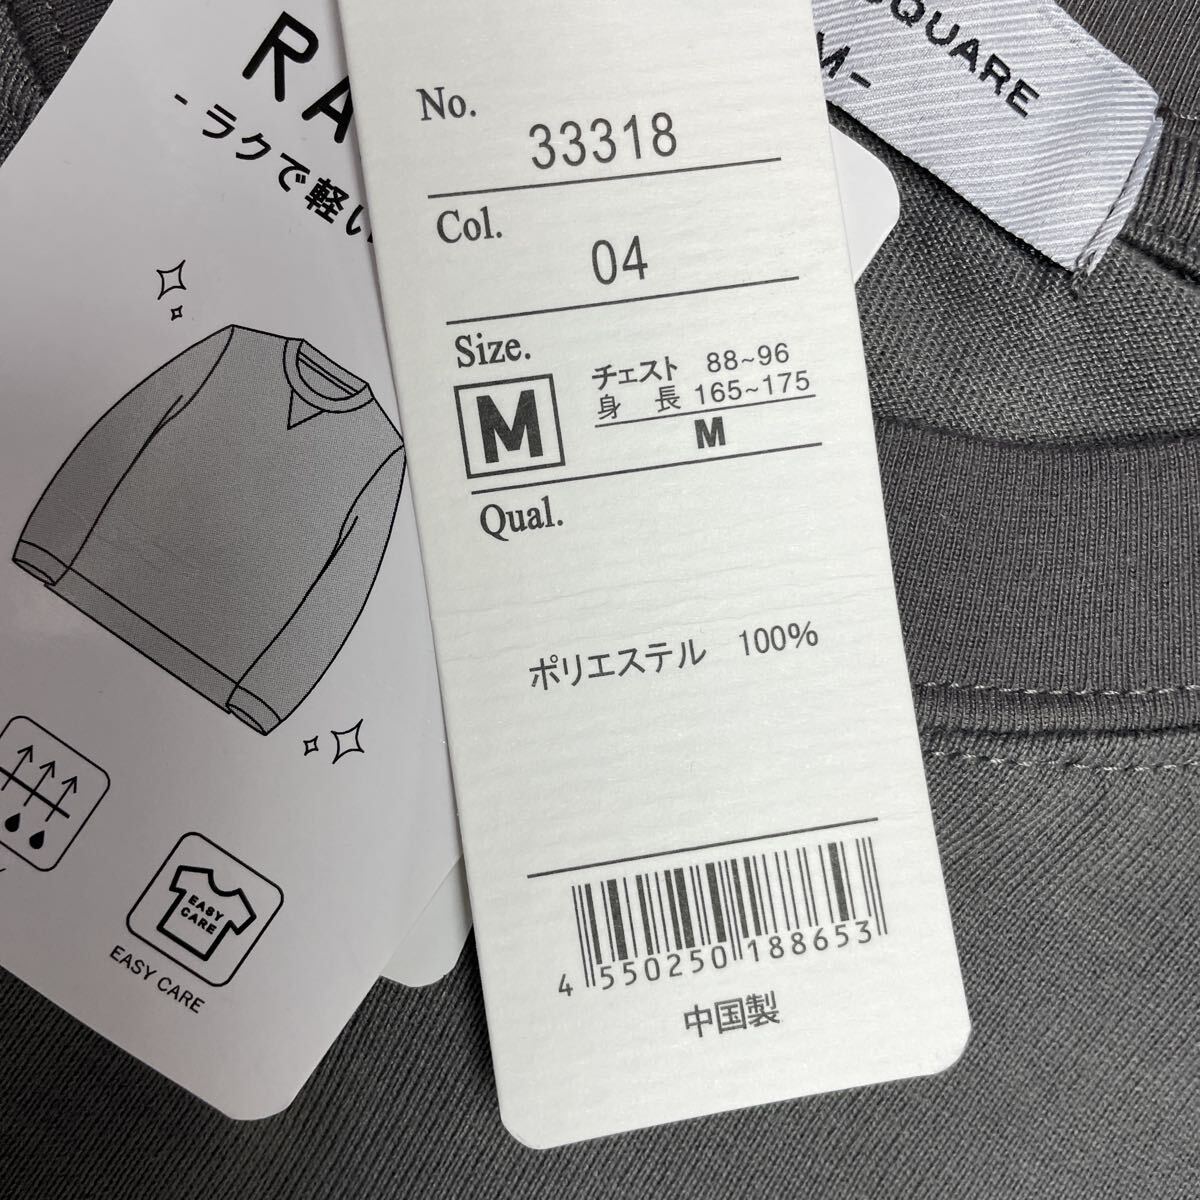 RA
-ラクで軽い
EASY
CARE
EASY CARE
No.
33318
Col.
04
Size.
M
チェスト 88~96
身 長 165~175
M
Qual.
ポリエステル 100%
4 550250 188653
中国製
SQUARE
M-